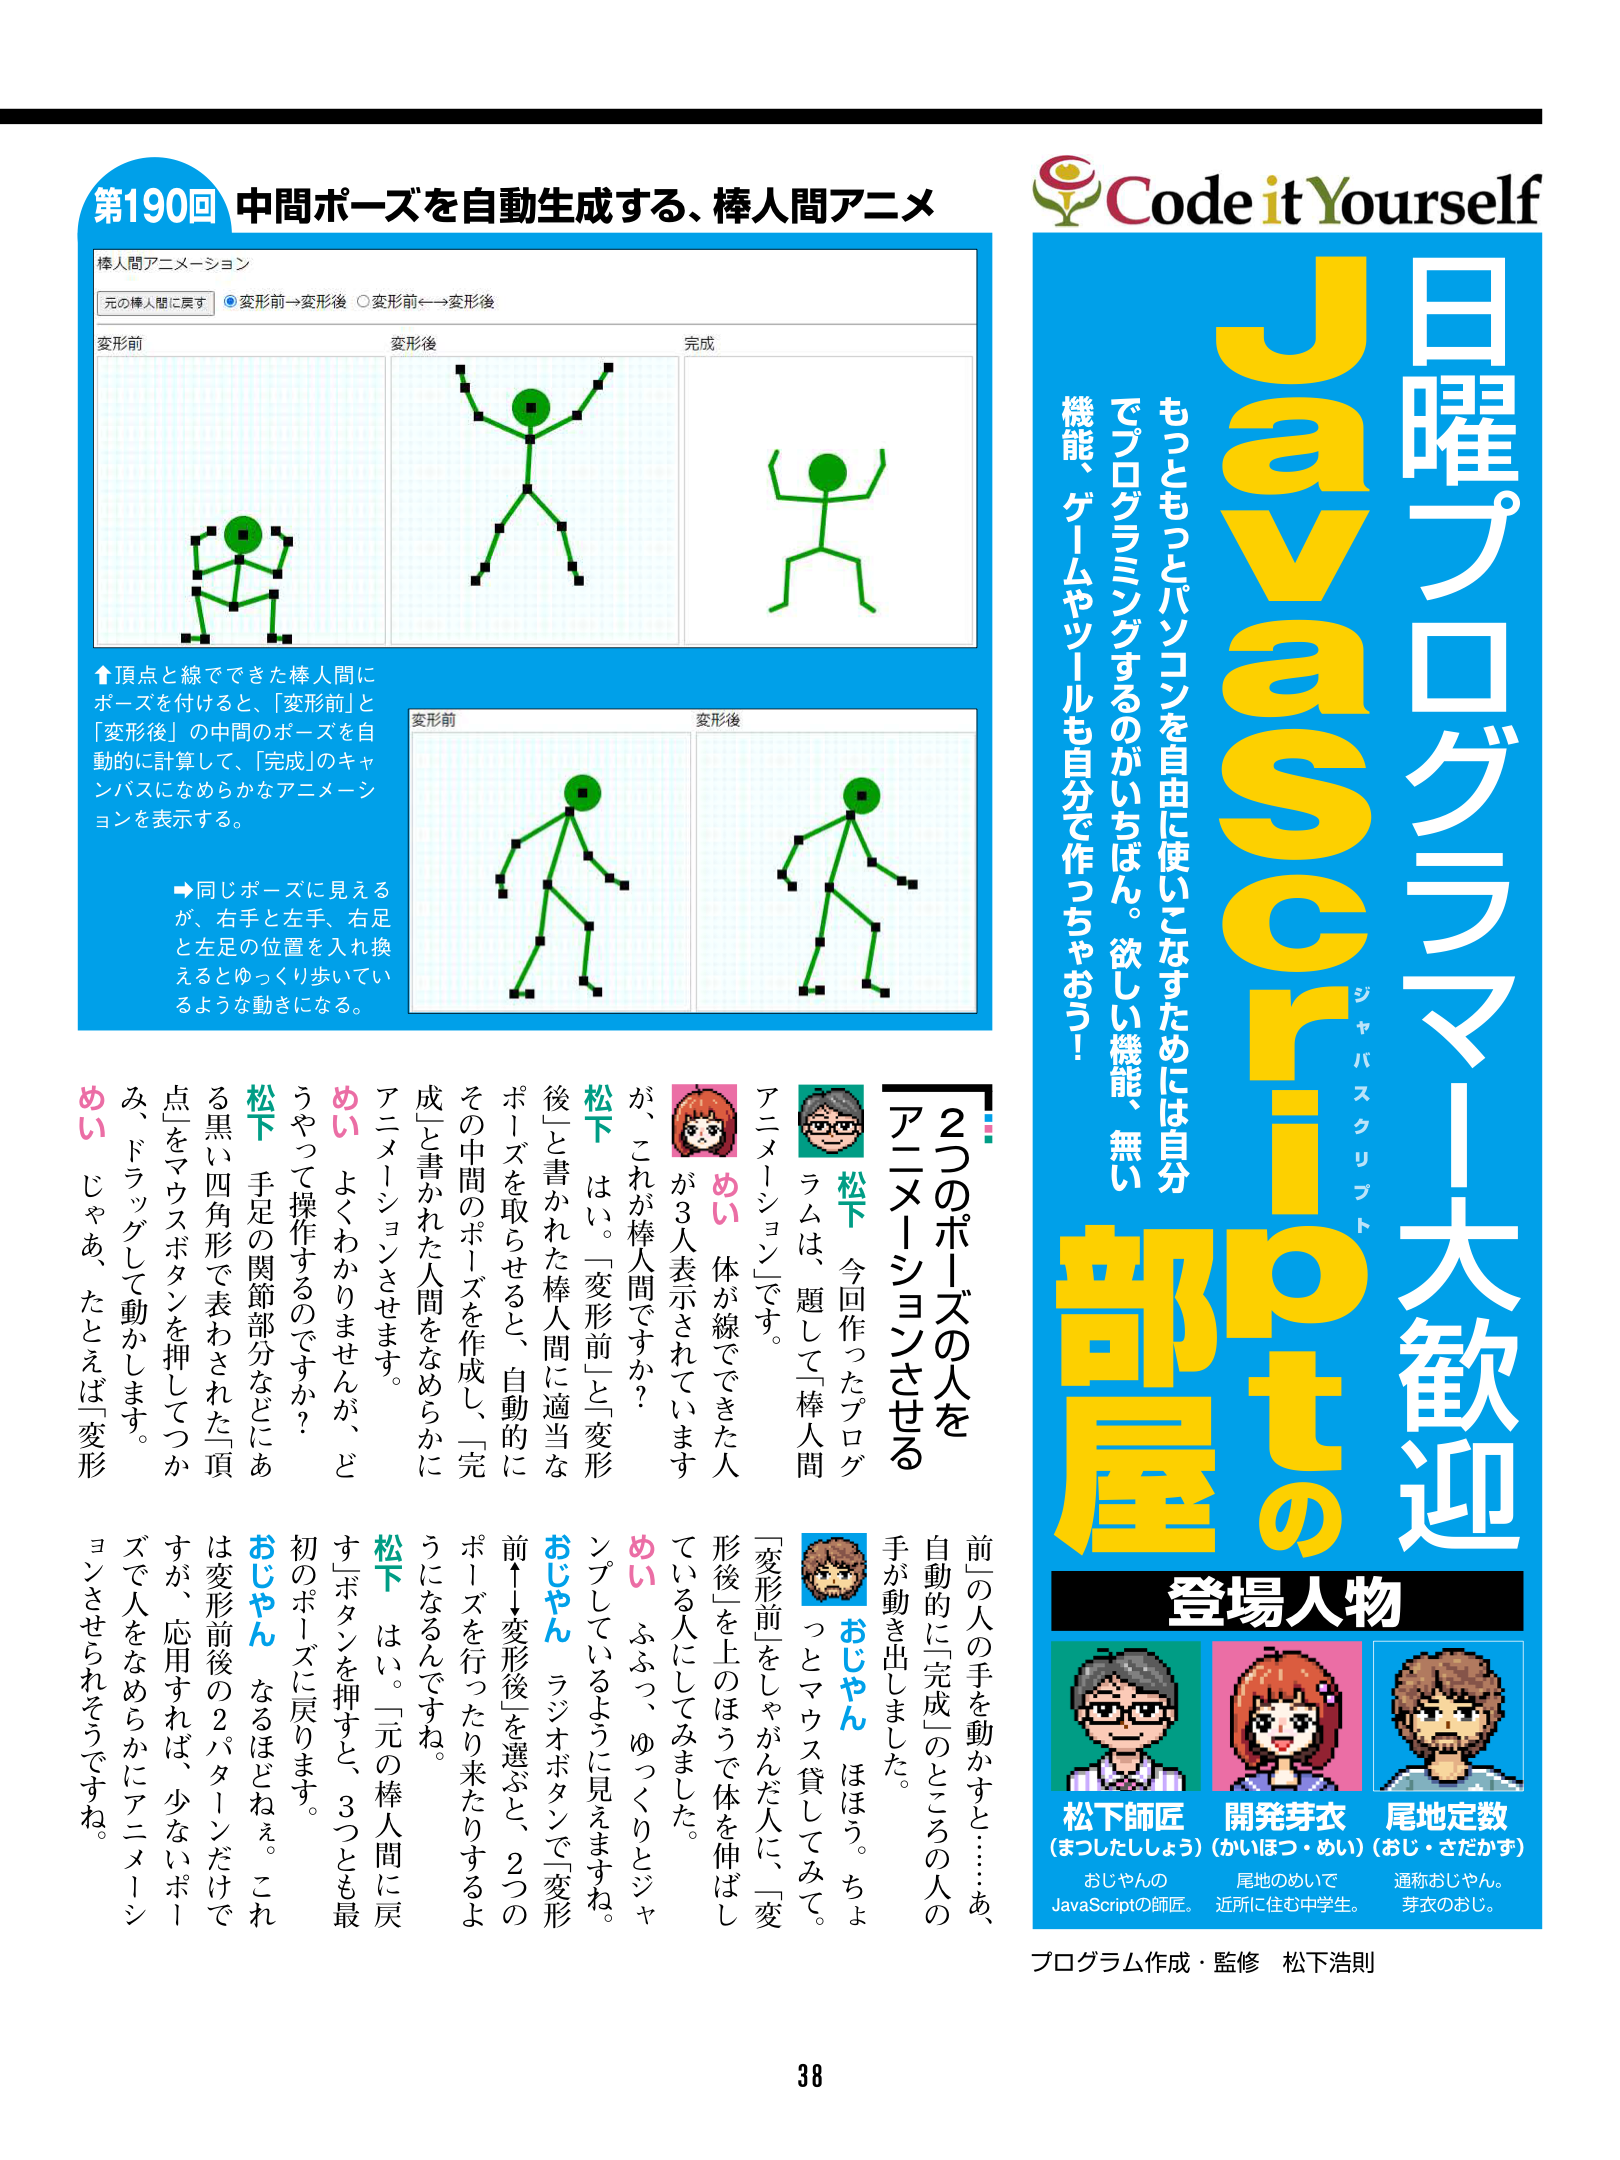 Code it Yourself
日曜プログラマー大歓迎
JavaScriptの
ジャバスクリプト
部屋
もっともっとパソコンを自由に使いこなすためには自分
でプログラミングするのがいちばん。欲しい機能、無い
機能、ゲームやツールも自分で作っちゃおう！
登場人物
松下師匠
(まつしたししょう)
おじやんの
JavaScriptの師匠。
開発芽衣
(かいほつ・めい)
尾地のめいで
近所に住む中学生。
尾地定数
(おじ・さだかず)
通称おじやん。
芽衣のおじ。
プログラム作成・監修　松下浩則
第190回 中間ポーズを自動生成する、棒人間アニメ
棒人間アニメーション
元の棒人間に戻す 変形前→変形後 変形前←→変形後
変形前 変形後 完成
⬆頂点と線でできた棒人間に
ポーズを付けると、「変形前」と
「変形後」の中間のポーズを自
動的に計算して、「完成」のキャ
ンバスになめらかなアニメーシ
ョンを表示する。
変形前 変形後
➡同じポーズに見える
が、右手と左手、右足
と左足の位置を入れ換
えるとゆっくり歩いてい
るような動きになる。
2つのポーズの人を
アニメーションさせる
松下　今回作ったプログ
ラムは、題して「棒人間
アニメーション」です。
めい　体が線でできた人
が３人表示されています
が、これが棒人間ですか？
松下　はい。「変形前」と「変形
後」と書かれた棒人間に適当な
ポーズを取らせると、自動的に
その中間のポーズを作成し、「完
成」と書かれた人間をなめらかに
アニメーションさせます。
めい　よくわかりませんが、ど
うやって操作するのですか？
松下　手足の関節部分などにあ
る黒い四角形で表わされた「頂
点」をマウスボタンを押してつか
み、ドラッグして動かします。
めい　じゃあ、たとえば「変形
前」の人の手を動かすと……あ、
自動的に「完成」のところの人の
手が動き出しました。
おじやん　ほほう。ちょ
っとマウス貸してみて。
「変形前」をしゃがんだ人に、「変
形後」を上のほうで体を伸ばし
ている人にしてみました。
めい　ふふっ、ゆっくりとジャ
ンプしているように見えますね。
おじやん　ラジオボタンで「変形
前←→変形後」を選ぶと、２つの
ポーズを行ったり来たりするよ
うになるんですね。
松下　はい。「元の棒人間に戻
す」ボタンを押すと、３つとも最
初のポーズに戻ります。
おじやん　なるほどねぇ。これ
は変形前後の２パターンだけで
すが、応用すれば、少ないポー
ズで人をなめらかにアニメーシ
ョンさせられそうですね。
38